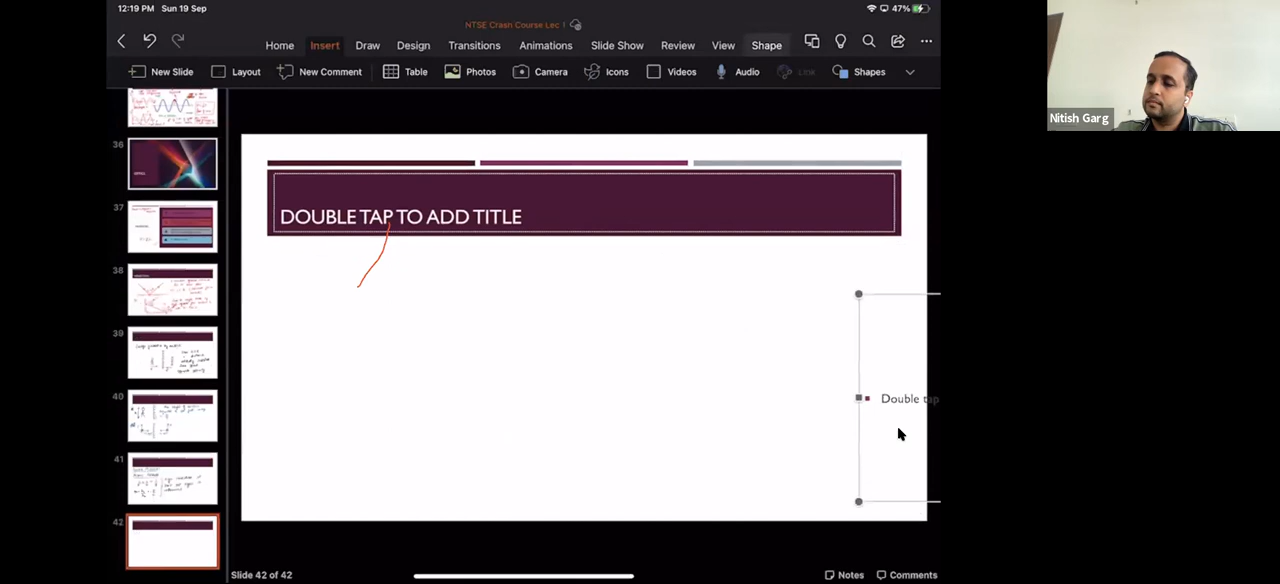 12:19 PM Sun 19 Sep
47%
NTSE Crash Course Lec !
Home Insert Draw Design Transitions Animations Slide Show Review View Shape
New Slide Layout New Comment Table Photos Camera Icons Videos Audio Link Shapes
Nitish Garg
36
37
38
39
40
41
42
DOUBLE TAP TO ADD TITLE
Double tap
Slide 42 of 42
Notes Comments